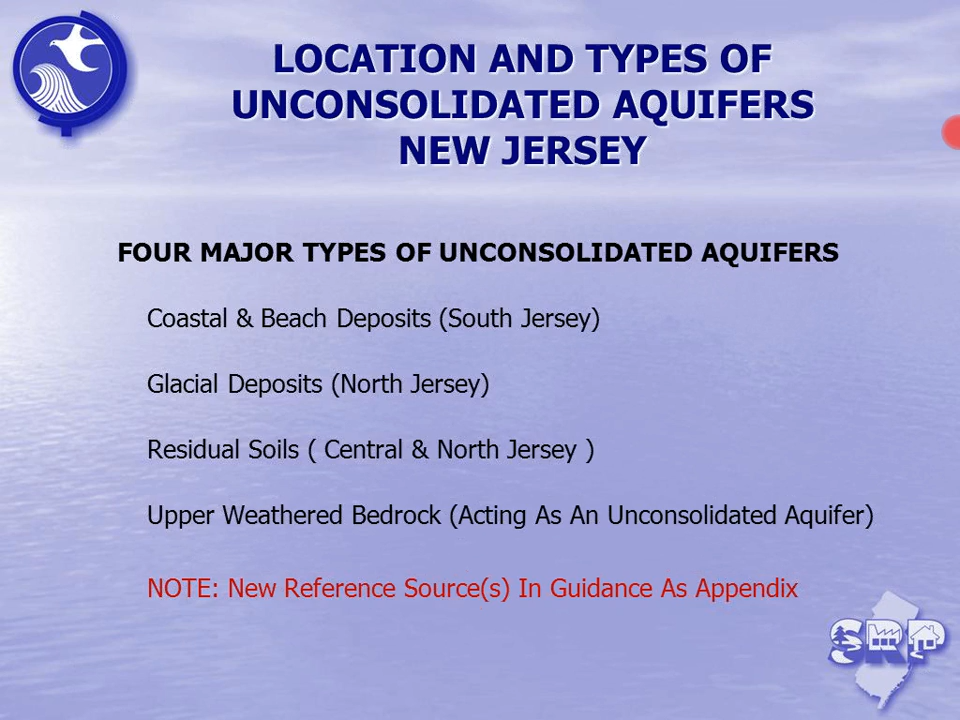 LOCATION AND TYPES OF
UNCONSOLIDATED AQUIFERS
NEW JERSEY
FOUR MAJOR TYPES OF UNCONSOLIDATED AQUIFERS
Coastal & Beach Deposits (South Jersey)
Glacial Deposits (North Jersey)
Residual Soils ( Central & North Jersey )
Upper Weathered Bedrock (Acting As An Unconsolidated Aquifer)
NOTE: New Reference Source(s) In Guidance As Appendix
SRP